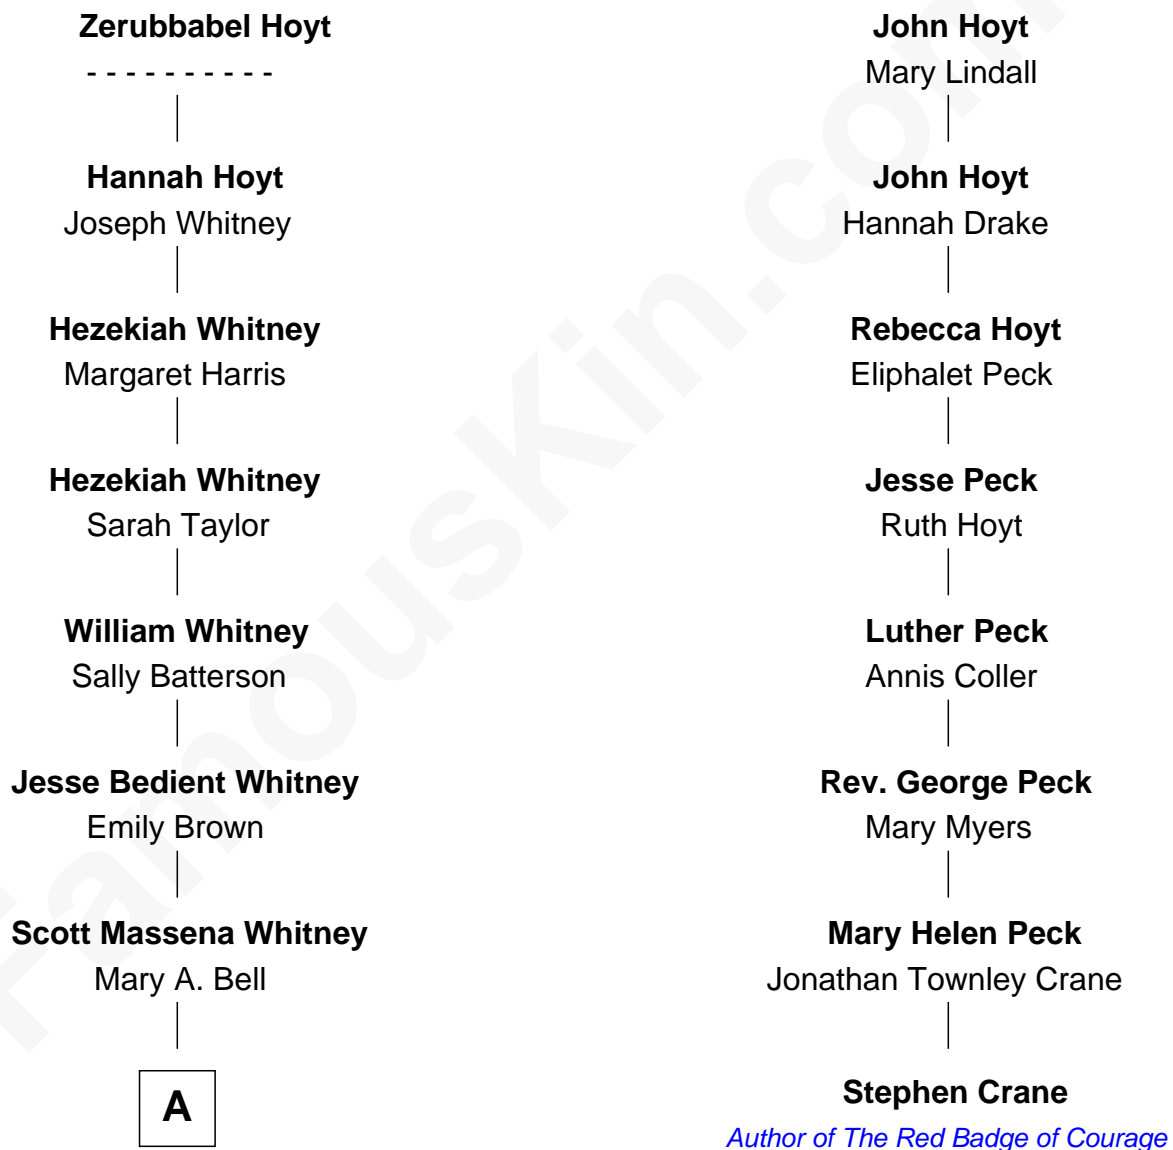 Zerubbabel Hoyt
- - - - - - - - - -
Hannah Hoyt
Joseph Whitney
Hezekiah Whitney
Margaret Harris
Hezekiah Whitney
Sarah Taylor
William Whitney
Sally Batterson
Jesse Bedient Whitney
Emily Brown
Scott Massena Whitney
Mary A. Bell
A
John Hoyt
Mary Lindall
John Hoyt
Hannah Drake
Rebecca Hoyt
Eliphalet Peck
Jesse Peck
Ruth Hoyt
Luther Peck
Annis Coller
Rev. George Peck
Mary Myers
Mary Helen Peck
Jonathan Townley Crane
Stephen Crane
Author of The Red Badge of Courage
FamousKin.com